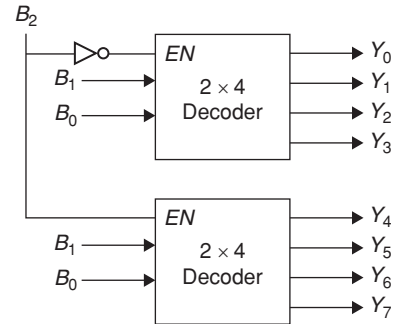 B₂
EN
2 × 4
Decoder
B₁
B₀
Y₀
Y₁
Y₂
Y₃
EN
2 × 4
Decoder
B₁
B₀
Y₄
Y₅
Y₆
Y₇